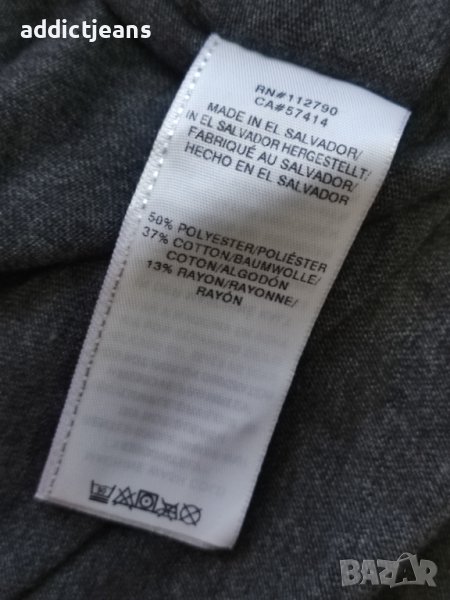 addictjeans
RN#112790
CA#57414
MADE IN EL SALVADOR/
IN EL SALVADOR HERGESTELLT/
FABRIQUÉ AU SALVADOR/
HECHO EN EL SALVADOR
50% POLYESTER/POLIÉSTER
37% COTTON/BAUMWOLLE/
COTON/ALGODÓN
13% RAYON/RAYONNE/
RAYÓN
BAZAR